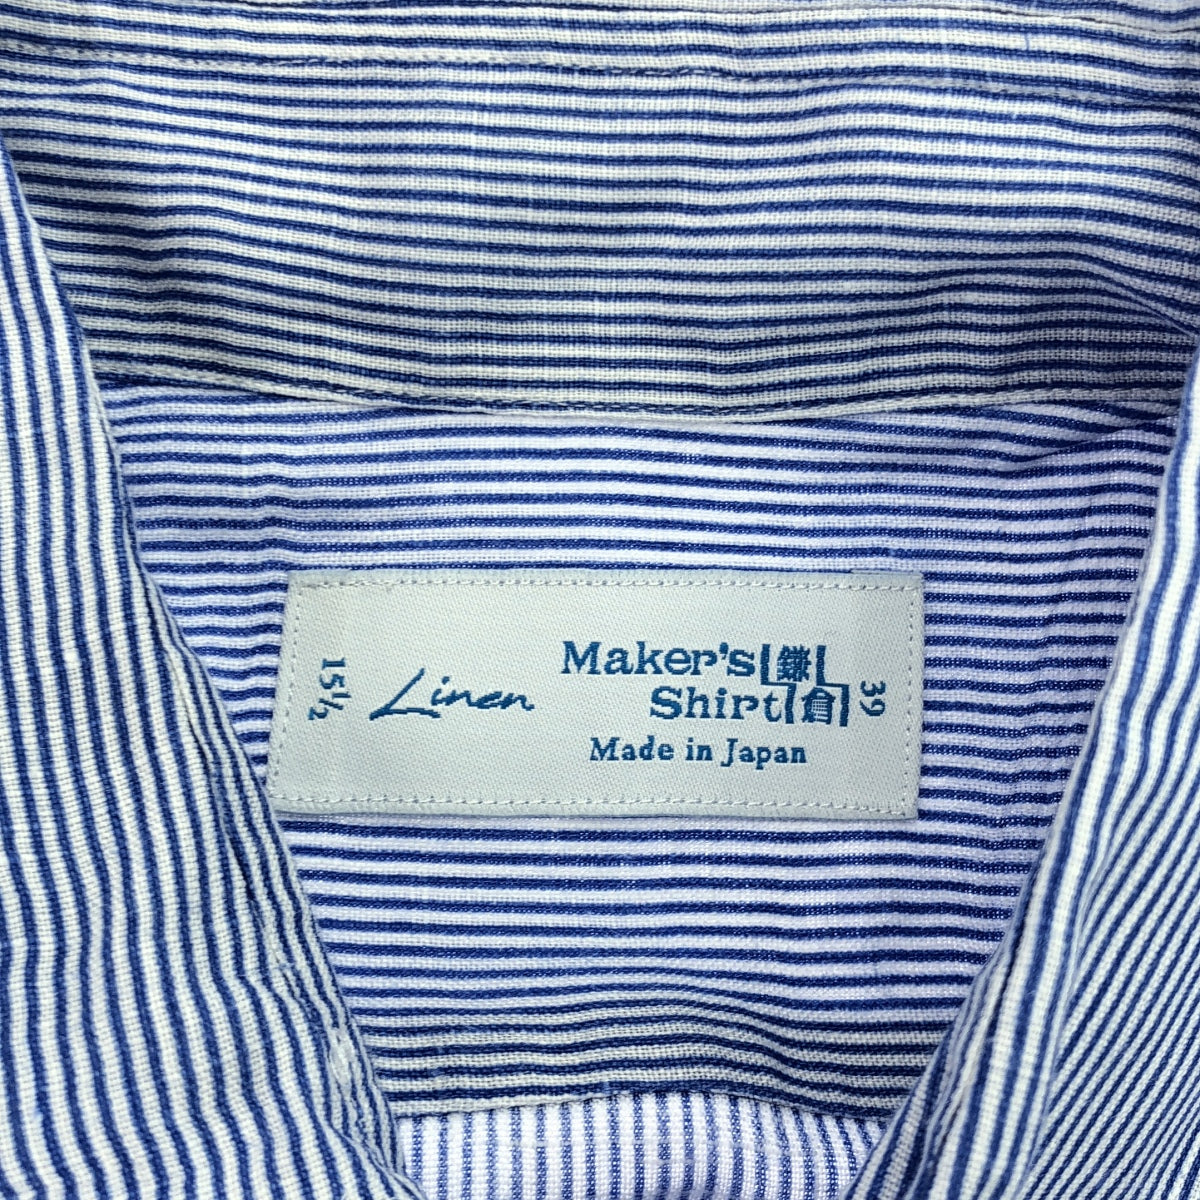 15½
Linen
Maker's 鎌
Shirt 倉
Made in Japan
39